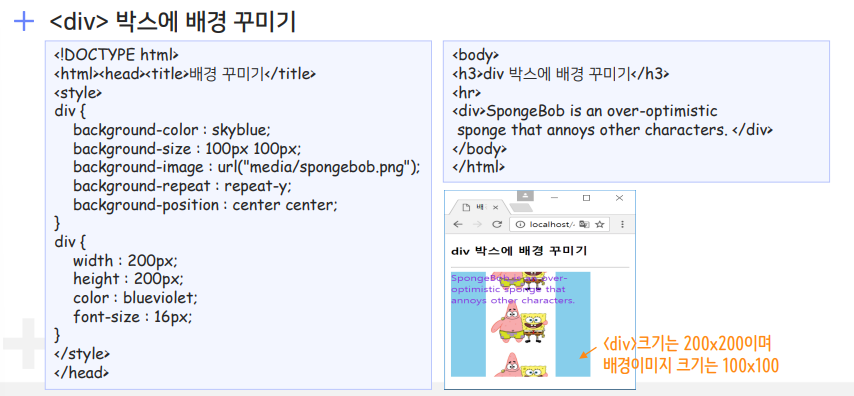 <div> 박스에 배경 꾸미기
<!DOCTYPE html>
<html><head><title>배경 꾸미기</title>
<style>
div {
background-color : skyblue;
background-size : 100px 100px;
background-image : url("media/spongebob.png");
background-repeat : repeat-y;
background-position : center center;
}
div {
width : 200px;
height : 200px;
color : blueviolet;
font-size : 16px;
}
</style>
</head>
<body>
<h3>div 박스에 배경 꾸미기</h3>
<hr>
<div>SpongeBob is an over-optimistic
sponge that annoys other characters. </div>
</body>
</html>
배
localhost/
div 박스에 배경 꾸미기
SpongeBob is an over-
optimistic sponge that
annoys other characters.
<div>크기는 200x200이며
배경이미지 크기는 100x100